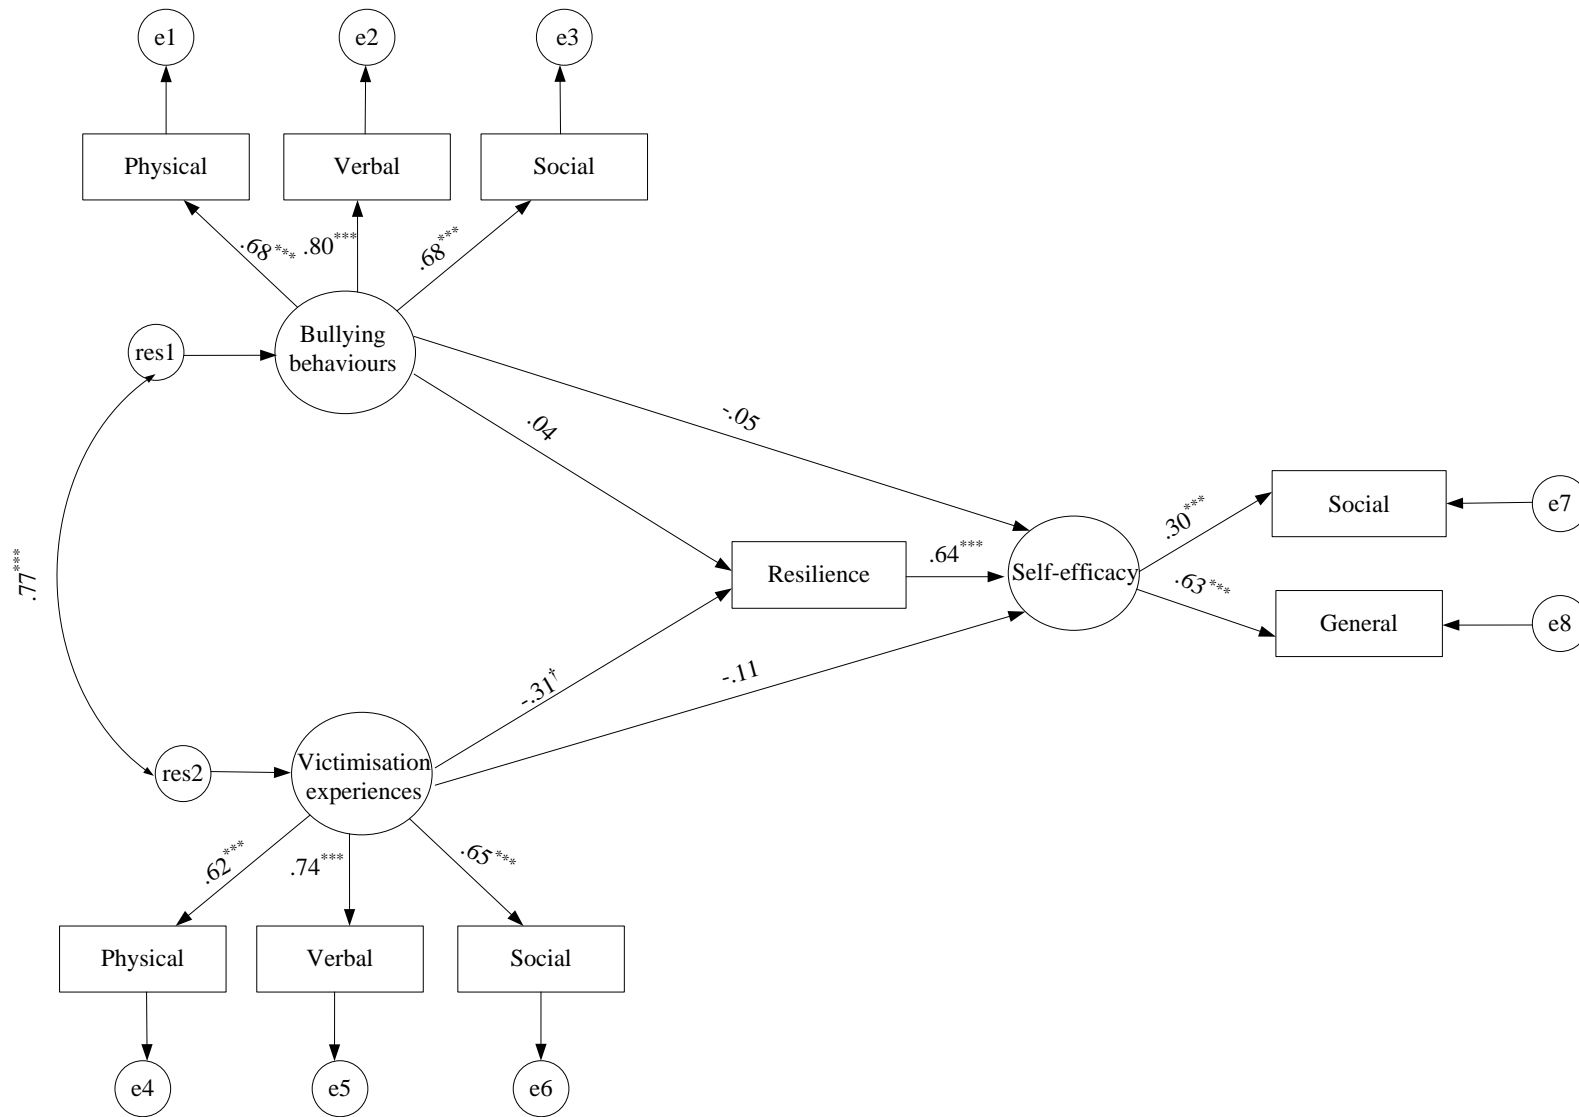 e1
e2
e3
Physical
Verbal
Social
.68***
.80***
.68***
Bullying
behaviours
res1
-.05
.04
.77***
Social
e7
.30***
Resilience
.64***
Self-efficacy
.63***
General
e8
-.31†
-.11
res2
Victimisation
experiences
.62***
.74***
.65***
Physical
Verbal
Social
e4
e5
e6